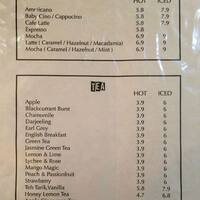 HOT ICED
Americano 5.8 7.9
Baby Cino / Cappocino 5.8 7.9
Cafe Latte 5.8 7.9
Espresso 5.8
Mocha 6.9 9
Latte ( Caramel / Hazelnut / Macadamia) 6.9 9
Mocha ( Caramel / Hazelnut / Mint ) 6.9 9
TEA
HOT ICED
Apple 3.9 6
Blackcurrant Burst 3.9 6
Chamomile 3.9 6
Darjeeling 3.9 6
Earl Grey 3.9 6
English Breakfast 3.9 6
Green Tea 3.9 6
Jasmine Green Tea 3.9 6
Lemon & Lime 3.9 6
Lychee & Rose 3.9 6
Mango Magic 3.9 6
Peach & Passionfruit 3.9 6
Strawberry 3.9 6
Teh Tarik,Vanilla 5.8 7.9
Honey Lemon Tea 4.7 6.8